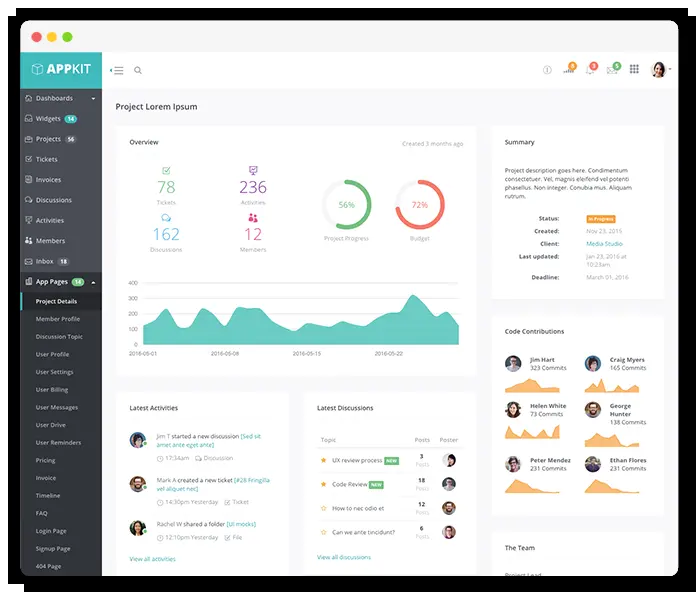 APPKIT
Dashboards
Widgets 14
Projects 56
Tickets
Invoices
Discussions
Activities
Members
Inbox 18
App Pages 14
Project Details
Member Profile
Discussion Topic
User Profile
User Settings
User Billing
User Messages
User Drive
User Reminders
Pricing
Invoice
Timeline
FAQ
Login Page
Signup Page
404 Page
Project Lorem Ipsum
Overview
Created 3 months ago
78
Tickets
236
Activities
162
Discussions
12
Members
56%
Project Progress
72%
Budget
400
300
200
100
0
2016-05-01 2016-05-08 2016-05-15 2016-05-22
Summary
Project description goes here. Condimentum
consectetuer. Vel, magnis eleifend vel potenti
phasellus. Non integer. Conubia mus. Aliquam
rutrum.
Status: In Progress
Created: Nov 23, 2015
Client: Media Studio
Last updated: Jan 23, 2016 at
10:23am
Deadline: March 01, 2016
Code Contributions
Jim Hart
323 Commits
Craig Myers
165 Commits
Helen White
73 Commits
George
Hunter
138 Commits
Peter Mendez
231 Commits
Ethan Flores
231 Commits
Latest Activities
Jim T started a new discussion [Sed sit
amet ante eget ante]
17:34am Discussion
Mark A created a new ticket [#28 Fringilla
vel aliquet nec]
14:30pm Yesterday Ticket
Rachel W shared a folder [UI mocks]
12:10pm Yesterday File
View all activities
Latest Discussions
Topic Posts Poster
UX review process NEW 3
Posts
Code Review NEW 18
Posts
How to nec odio et 12
Posts
Can we ante tincidunt? 6
Posts
View all discussions
The Team
Project Lead